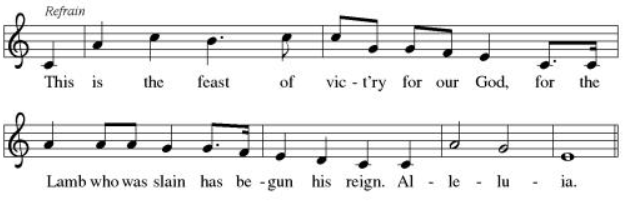 Refrain
This is the feast of vic - t'ry for our God, for the
Lamb who was slain has be - gun his reign. Al - le - lu - ia.